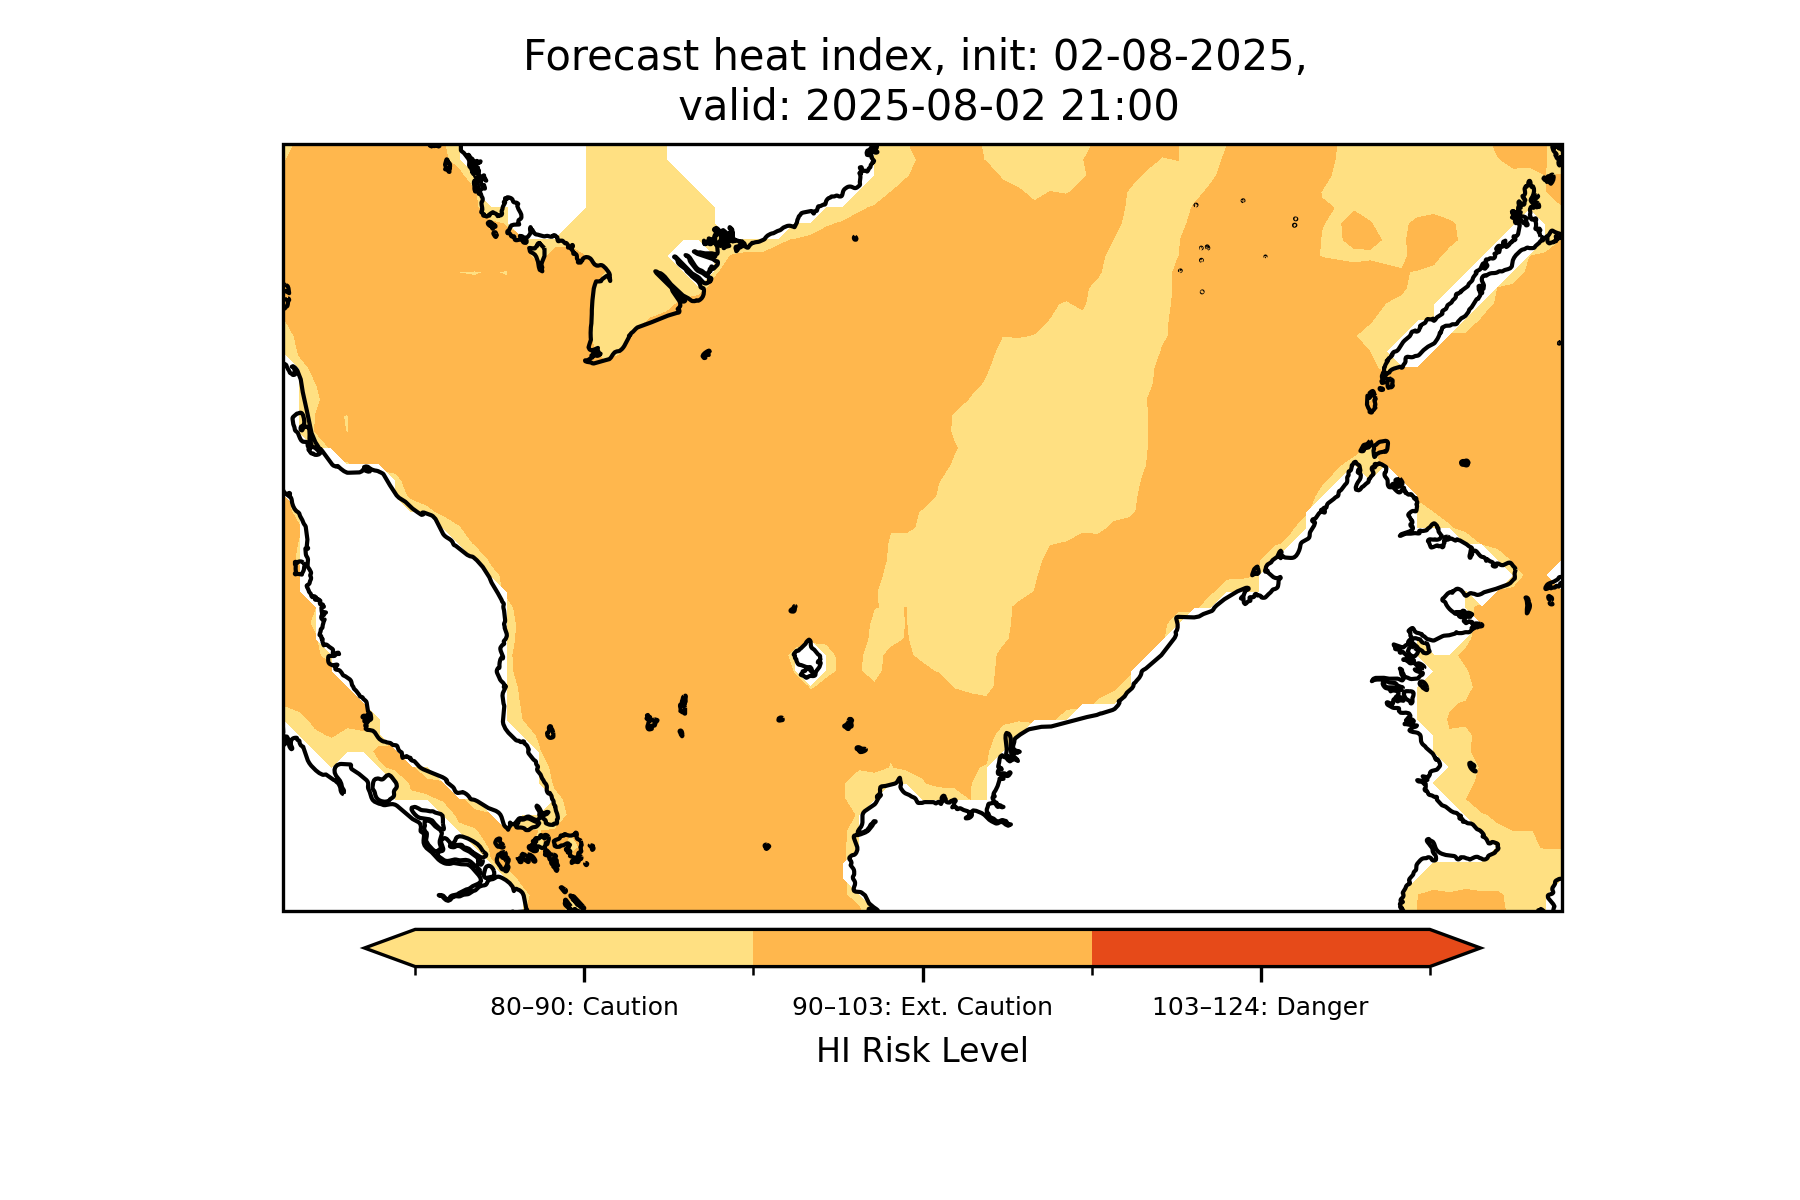 Forecast heat index, init: 02-08-2025,
valid: 2025-08-02 21:00
80–90: Caution
90–103: Ext. Caution
103–124: Danger
HI Risk Level